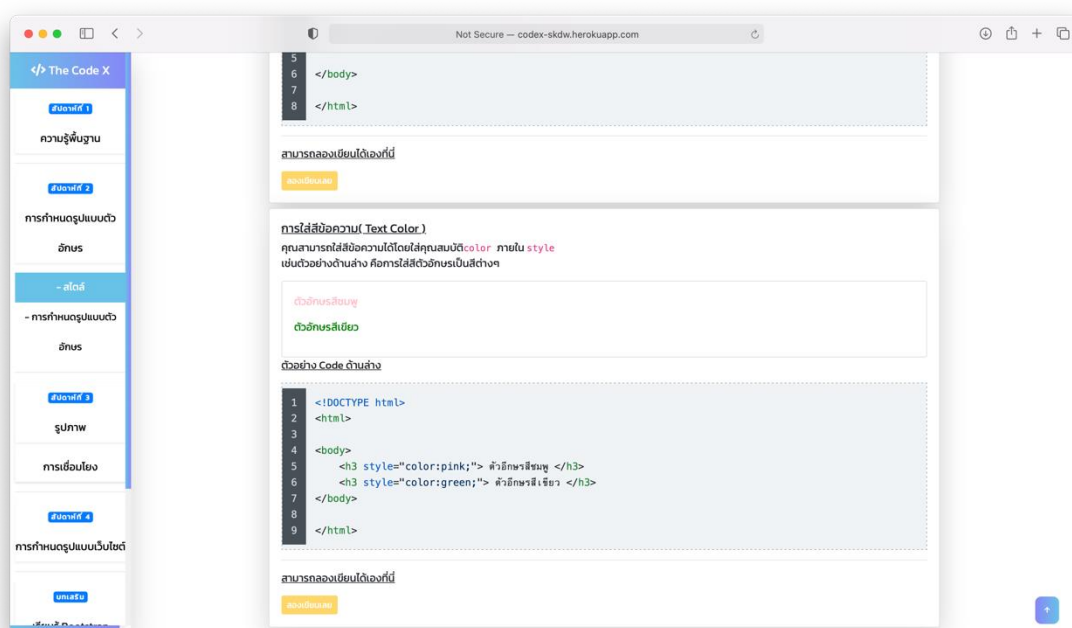 Not Secure — codex-skdw.herokuapp.com
</> The Code X
สัปดาห์ที่ 1
ความรู้พื้นฐาน
สัปดาห์ที่ 2
การกำหนดรูปแบบตัว
อักษร
- สไตล์
- การกำหนดรูปแบบตัว
อักษร
สัปดาห์ที่ 3
รูปภาพ
การเชื่อมโยง
สัปดาห์ที่ 4
การกำหนดรูปแบบเว็บไซต์
บทเสริม
5
6 </body>
7
8 </html>
สามารถลองเขียนได้เองที่นี่
ลองเขียนเลย
การใส่สีข้อความ( Text Color )
คุณสามารถใส่สีข้อความได้โดยใส่คุณสมบัติcolor ภายใน style
เช่นตัวอย่างด้านล่าง คือการใส่สีตัวอักษรเป็นสีต่างๆ
ตัวอักษรสีชมพู
ตัวอักษรสีเขียว
ตัวอย่าง Code ด้านล่าง
1 <!DOCTYPE html>
2 <html>
3
4 <body>
5 <h3 style="color:pink;"> ตัวอีกษรสีชมพู </h3>
6 <h3 style="color:green;"> ตัวอีกษรสีเขียว </h3>
7 </body>
8
9 </html>
สามารถลองเขียนได้เองที่นี่
ลองเขียนเลย